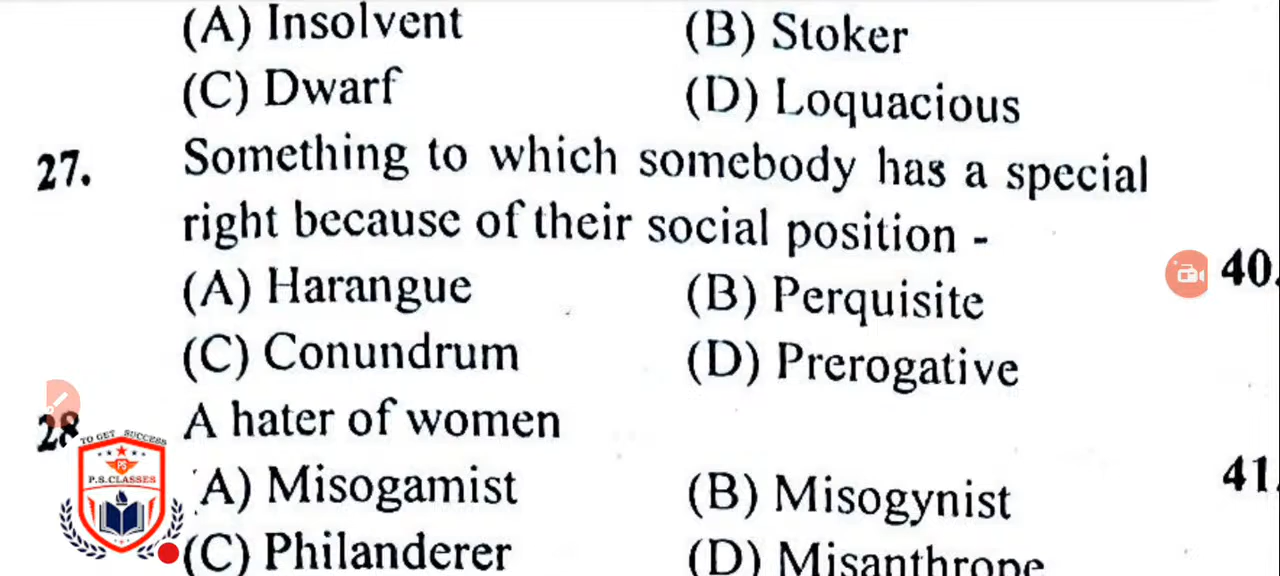 (A) Insolvent (B) Stoker
(C) Dwarf (D) Loquacious
27. Something to which somebody has a special
right because of their social position -
(A) Harangue (B) Perquisite
40.
(C) Conundrum (D) Prerogative
28 A hater of women
TO GET SUCCESS
PS
P.S.CLASSES
(A) Misogamist (B) Misogynist
41.
(C) Philanderer (D) Misanthrope